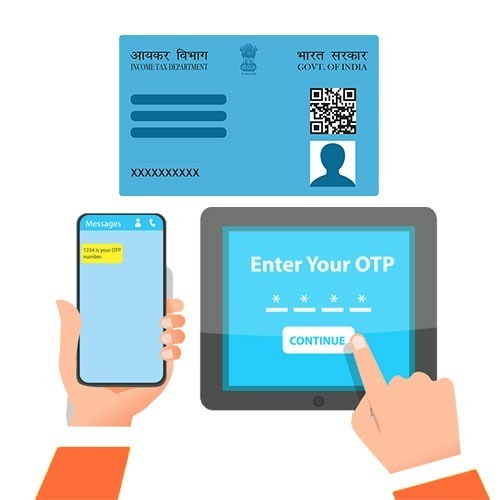 आयकर विभाग
INCOME TAX DEPARTMENT
भारत सरकार
GOVT. OF INDIA
XXXXXXXXXX
Messages
1234 is your OTP
number.
Enter Your OTP
* * * *
CONTINUE